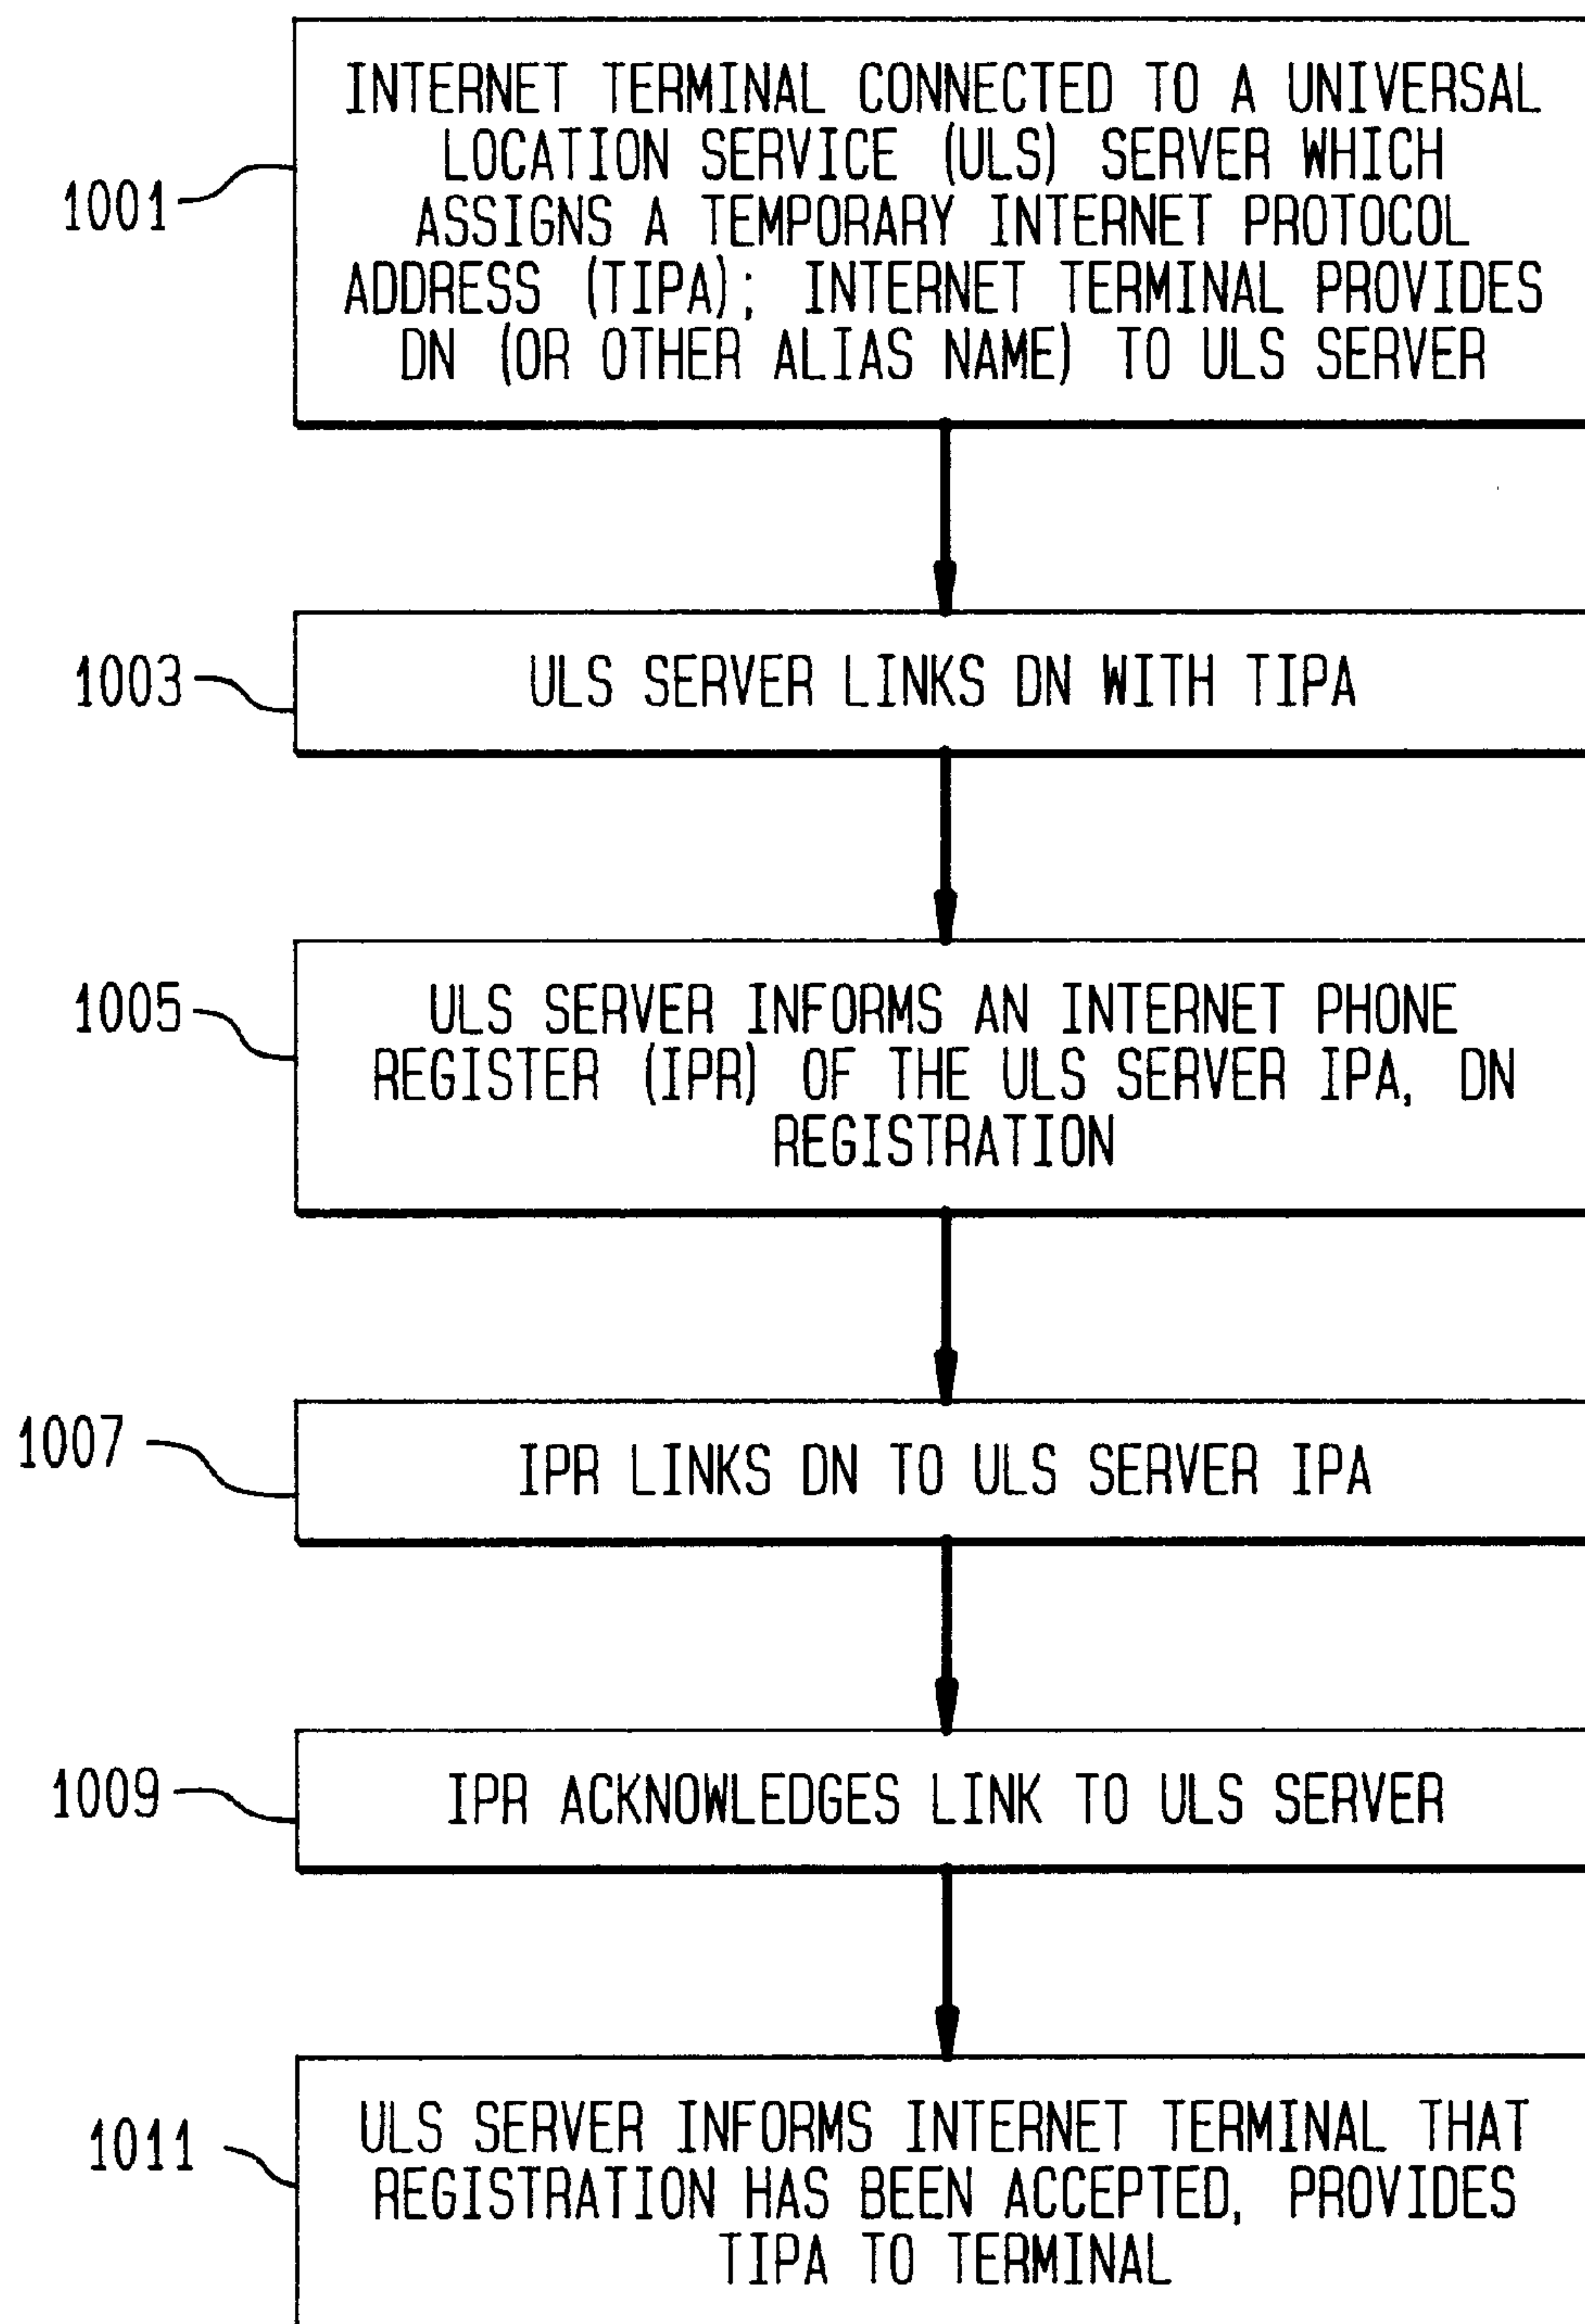 INTERNET TERMINAL CONNECTED TO A UNIVERSAL
LOCATION SERVICE (ULS) SERVER WHICH
1001
ASSIGNS A TEMPORARY INTERNET PROTOCOL
ADDRESS (TIPA); INTERNET TERMINAL PROVIDES
DN (OR OTHER ALIAS NAME) TO ULS SERVER
1003
ULS SERVER LINKS DN WITH TIPA
1005
ULS SERVER INFORMS AN INTERNET PHONE
REGISTER (IPR) OF THE ULS SERVER IPA, DN
REGISTRATION
1007
IPR LINKS DN TO ULS SERVER IPA
1009
IPR ACKNOWLEDGES LINK TO ULS SERVER
1011
ULS SERVER INFORMS INTERNET TERMINAL THAT
REGISTRATION HAS BEEN ACCEPTED, PROVIDES
TIPA TO TERMINAL